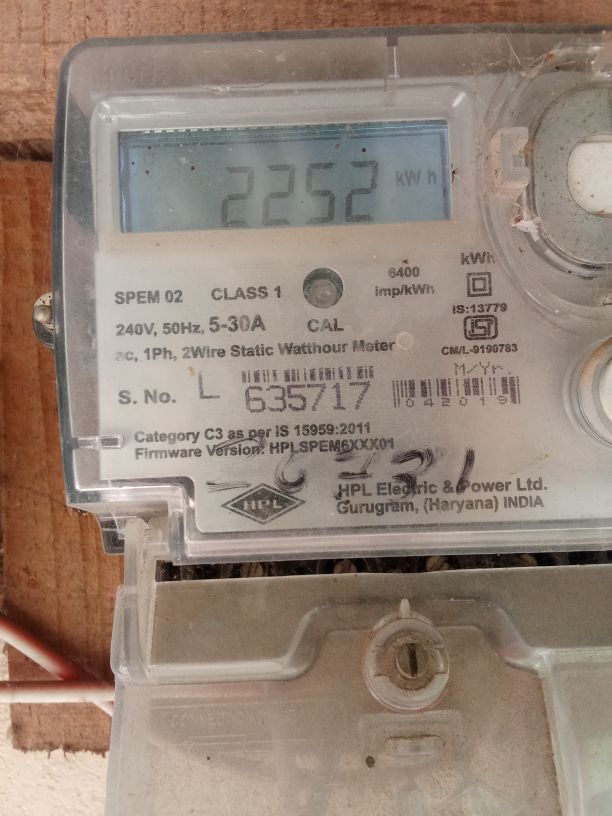 2252 kWh
kWh
6400
imp/kWh
SPEM 02 CLASS 1
IS:13779
240V, 50Hz, 5-30A CAL
CM/L-9190783
ac, 1Ph, 2Wire Static Watthour Meter
M/Yr.
S. No. L 635717
042019
Category C3 as per IS 15959:2011
Firmware Version: HPLSPEM6XXX01
HPL
HPL Electric & Power Ltd.
Gurugram, (Haryana) INDIA